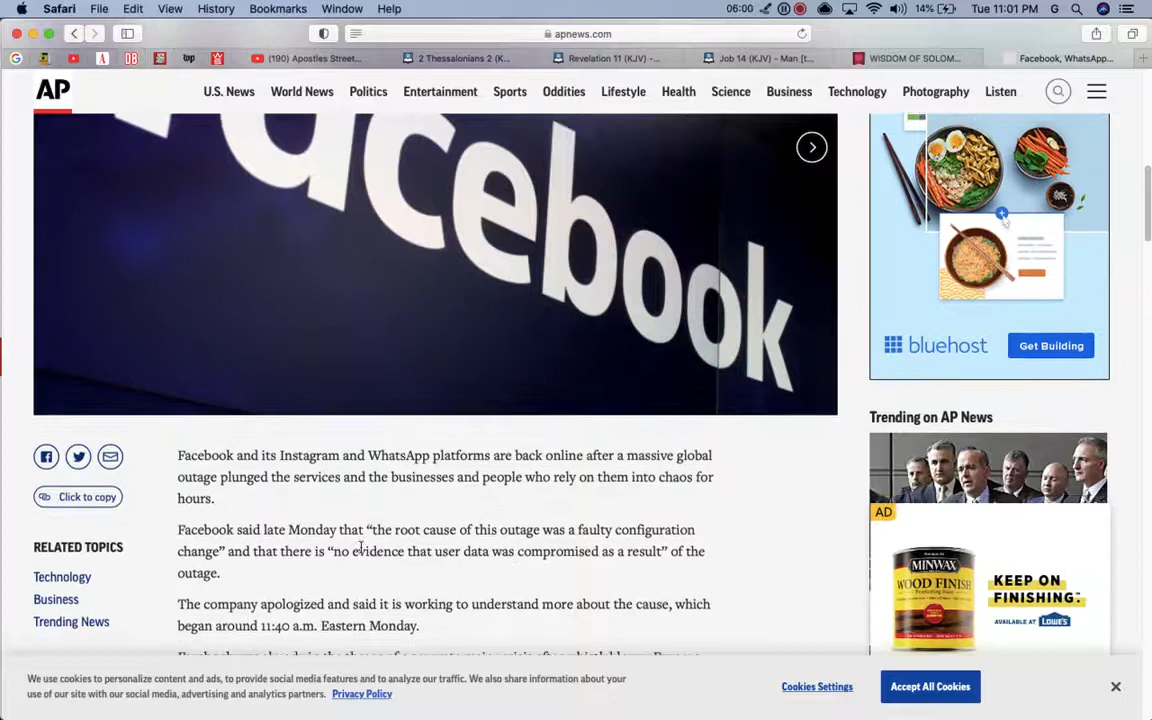 Safari File Edit View History Bookmarks Window Help 06:00 14% Tue 11:01 PM G
apnews.com
(190) Apostles Street... 2 Thessalonians 2 (K... Revelation 11 (KJV) -... Job 14 (KJV) - Man [t... WISDOM OF SOLOM... Facebook, WhatsApp...
AP U.S. News World News Politics Entertainment Sports Oddities Lifestyle Health Science Business Technology Photography Listen
facebook
bluehost Get Building
Trending on AP News
Facebook and its Instagram and WhatsApp platforms are back online after a massive global
outage plunged the services and the businesses and people who rely on them into chaos for
hours.
Click to copy
Facebook said late Monday that “the root cause of this outage was a faulty configuration
change” and that there is “no evidence that user data was compromised as a result” of the
outage.
RELATED TOPICS
Technology
Business
Trending News
The company apologized and said it is working to understand more about the cause, which
began around 11:40 a.m. Eastern Monday.
AD
MINWAX
WOOD FINISH
KEEP ON
FINISHING.
AVAILABLE AT LOWE'S
We use cookies to personalize content and ads, to provide social media features and to analyze our traffic. We also share information about your
use of our site with our social media, advertising and analytics partners. Privacy Policy
Cookies Settings Accept All Cookies